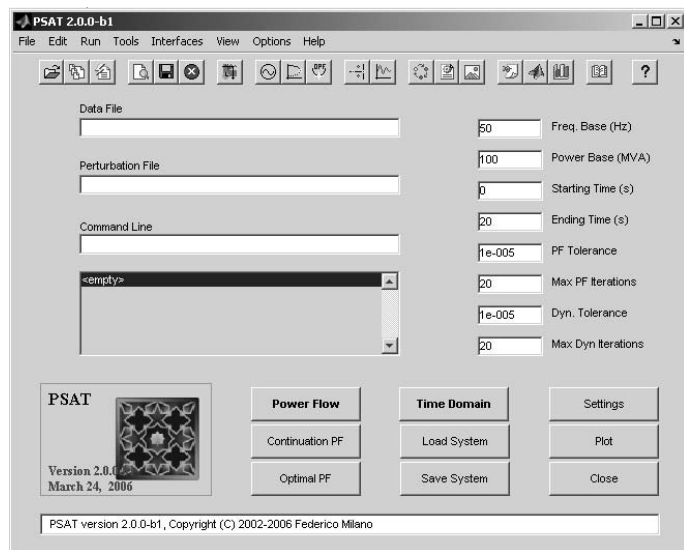 PSAT 2.0.0-b1
File Edit Run Tools Interfaces View Options Help
OPF
?
Data File
50 Freq. Base (Hz)
100 Power Base (MVA)
Perturbation File
0 Starting Time (s)
20 Ending Time (s)
Command Line
1e-005 PF Tolerance
<empty>
20 Max PF Iterations
1e-005 Dyn. Tolerance
20 Max Dyn Iterations
PSAT
Power Flow Time Domain Settings
Continuation PF Load System Plot
Version 2.0.0
Optimal PF Save System Close
March 24, 2006
PSAT version 2.0.0-b1, Copyright (C) 2002-2006 Federico Milano